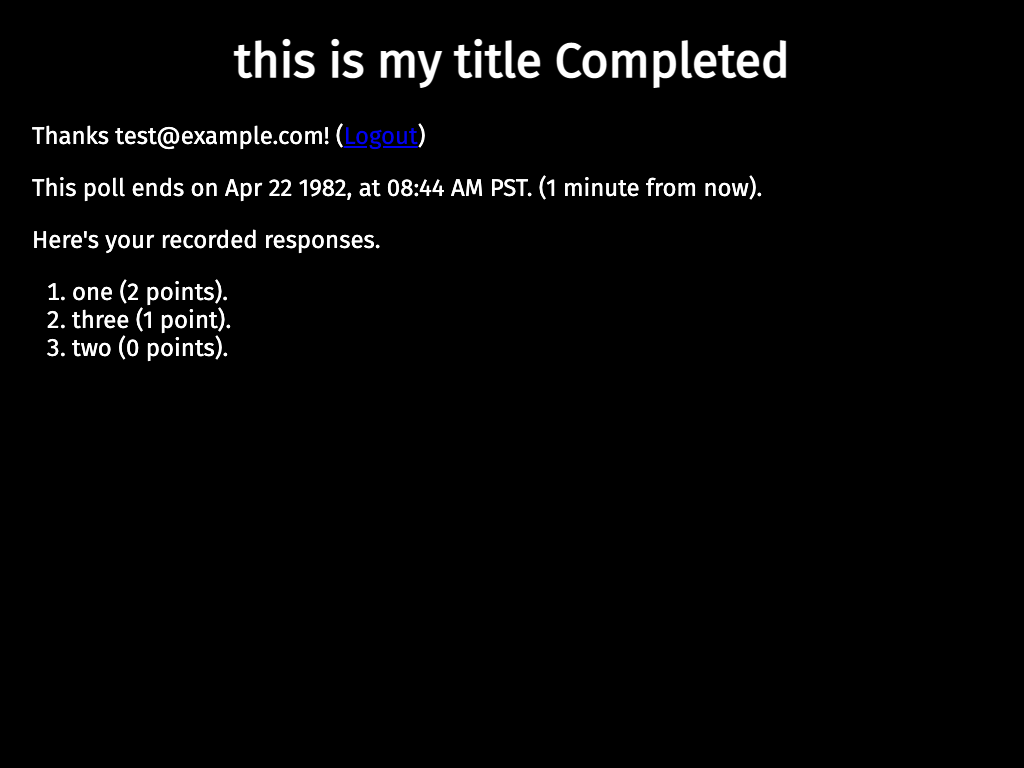 this is my title Completed
Thanks test@example.com! (Logout)
This poll ends on Apr 22 1982, at 08:44 AM PST. (1 minute from now).
Here's your recorded responses.
1. one (2 points).
2. three (1 point).
3. two (0 points).